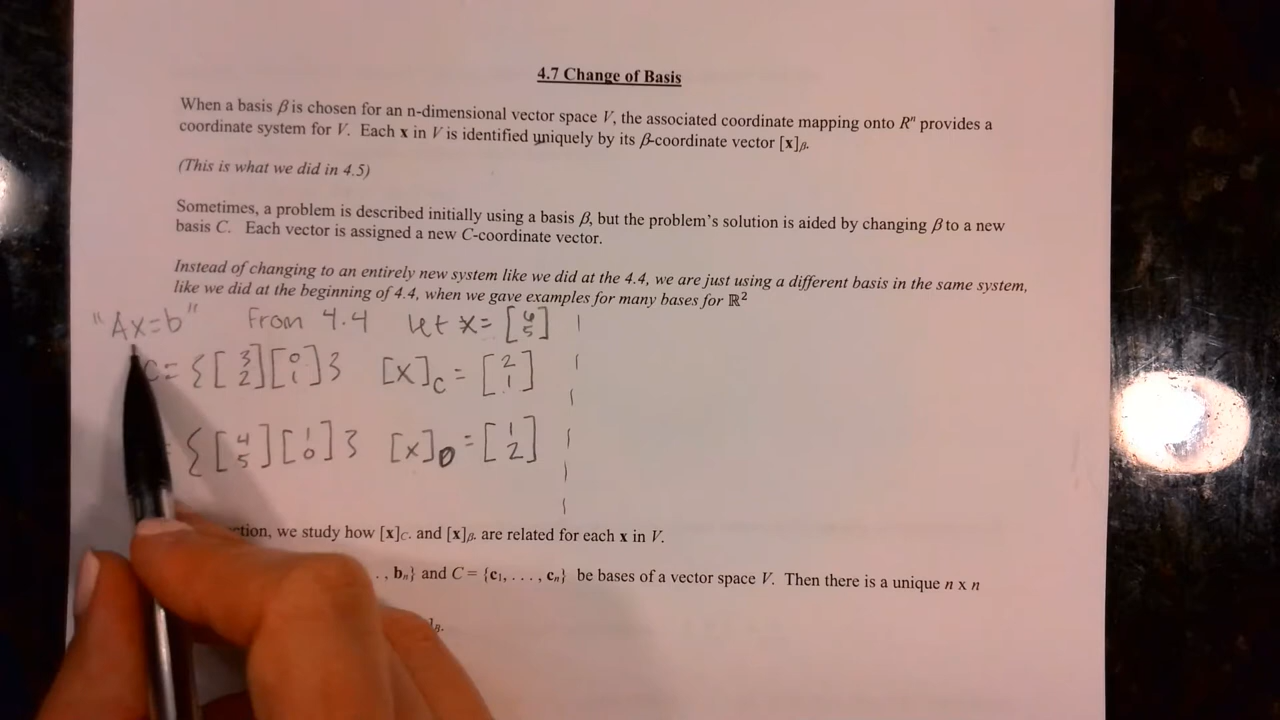 4.7 Change of Basis
When a basis β is chosen for an n-dimensional vector space V, the associated coordinate mapping onto Rⁿ provides a
coordinate system for V. Each x in V is identified uniquely by its β-coordinate vector [x]β.
(This is what we did in 4.5)
Sometimes, a problem is described initially using a basis β, but the problem's solution is aided by changing β to a new
basis C. Each vector is assigned a new C-coordinate vector.
Instead of changing to an entirely new system like we did at the 4.4, we are just using a different basis in the same system,
like we did at the beginning of 4.4, when we gave examples for many bases for ℝ²
"Ax=b" From 4.4 let x = [6 5]
C = {[3 2][0 1]} [x]C = [2 1]
= {[4 5][1 0]} [x]D = [1 2]
we study how [x]C. and [x]β. are related for each x in V.
. , bn} and C = {c1, . . . , cn} be bases of a vector space V. Then there is a unique n x n